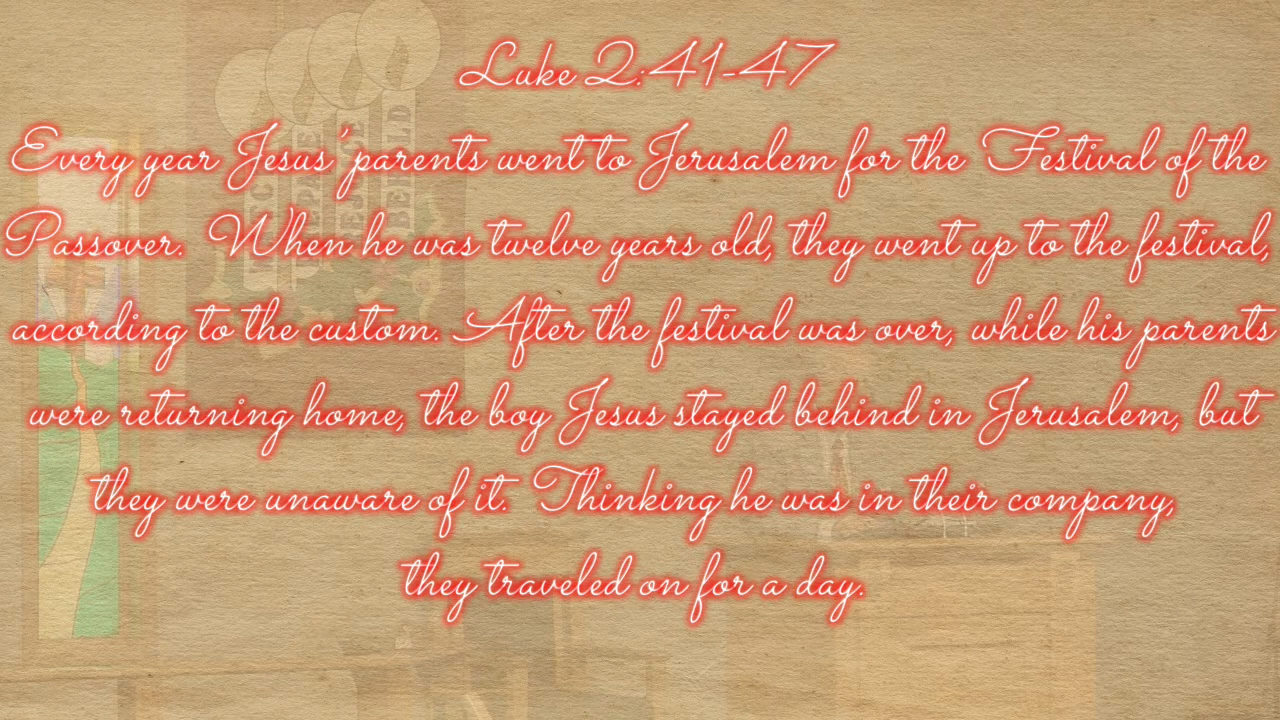 Luke 2:41-47
Every year Jesus' parents went to Jerusalem for the Festival of the
Passover. When he was twelve years old, they went up to the festival,
according to the custom. After the festival was over, while his parents
were returning home, the boy Jesus stayed behind in Jerusalem, but
they were unaware of it. Thinking he was in their company,
they traveled on for a day.